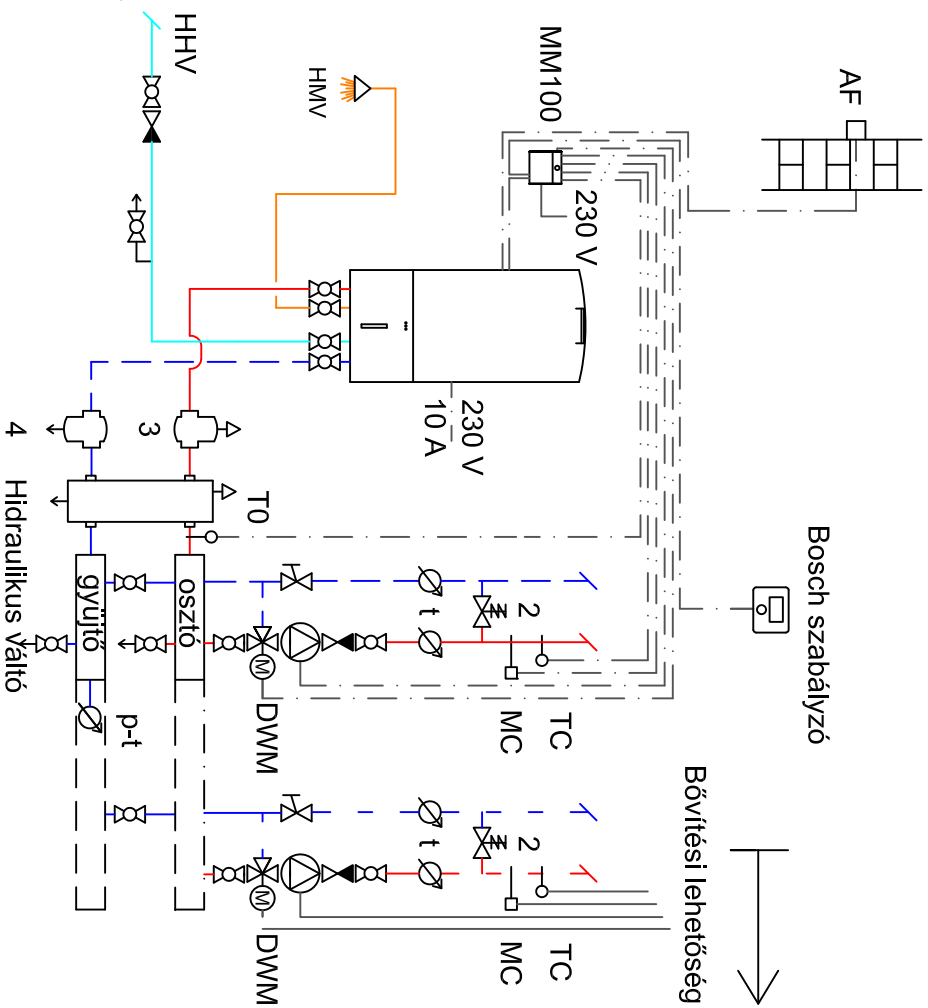 AF
Bosch szabályzó
Bővítési lehetőség
230 V
MM100
TC
TC
2
2
MC
MC
230 V
10 A
t
t
HMV
M
M
DWM
DWM
T0
osztó
HHV
3
p-t
gyűjtő
4
Hidraulikus váltó